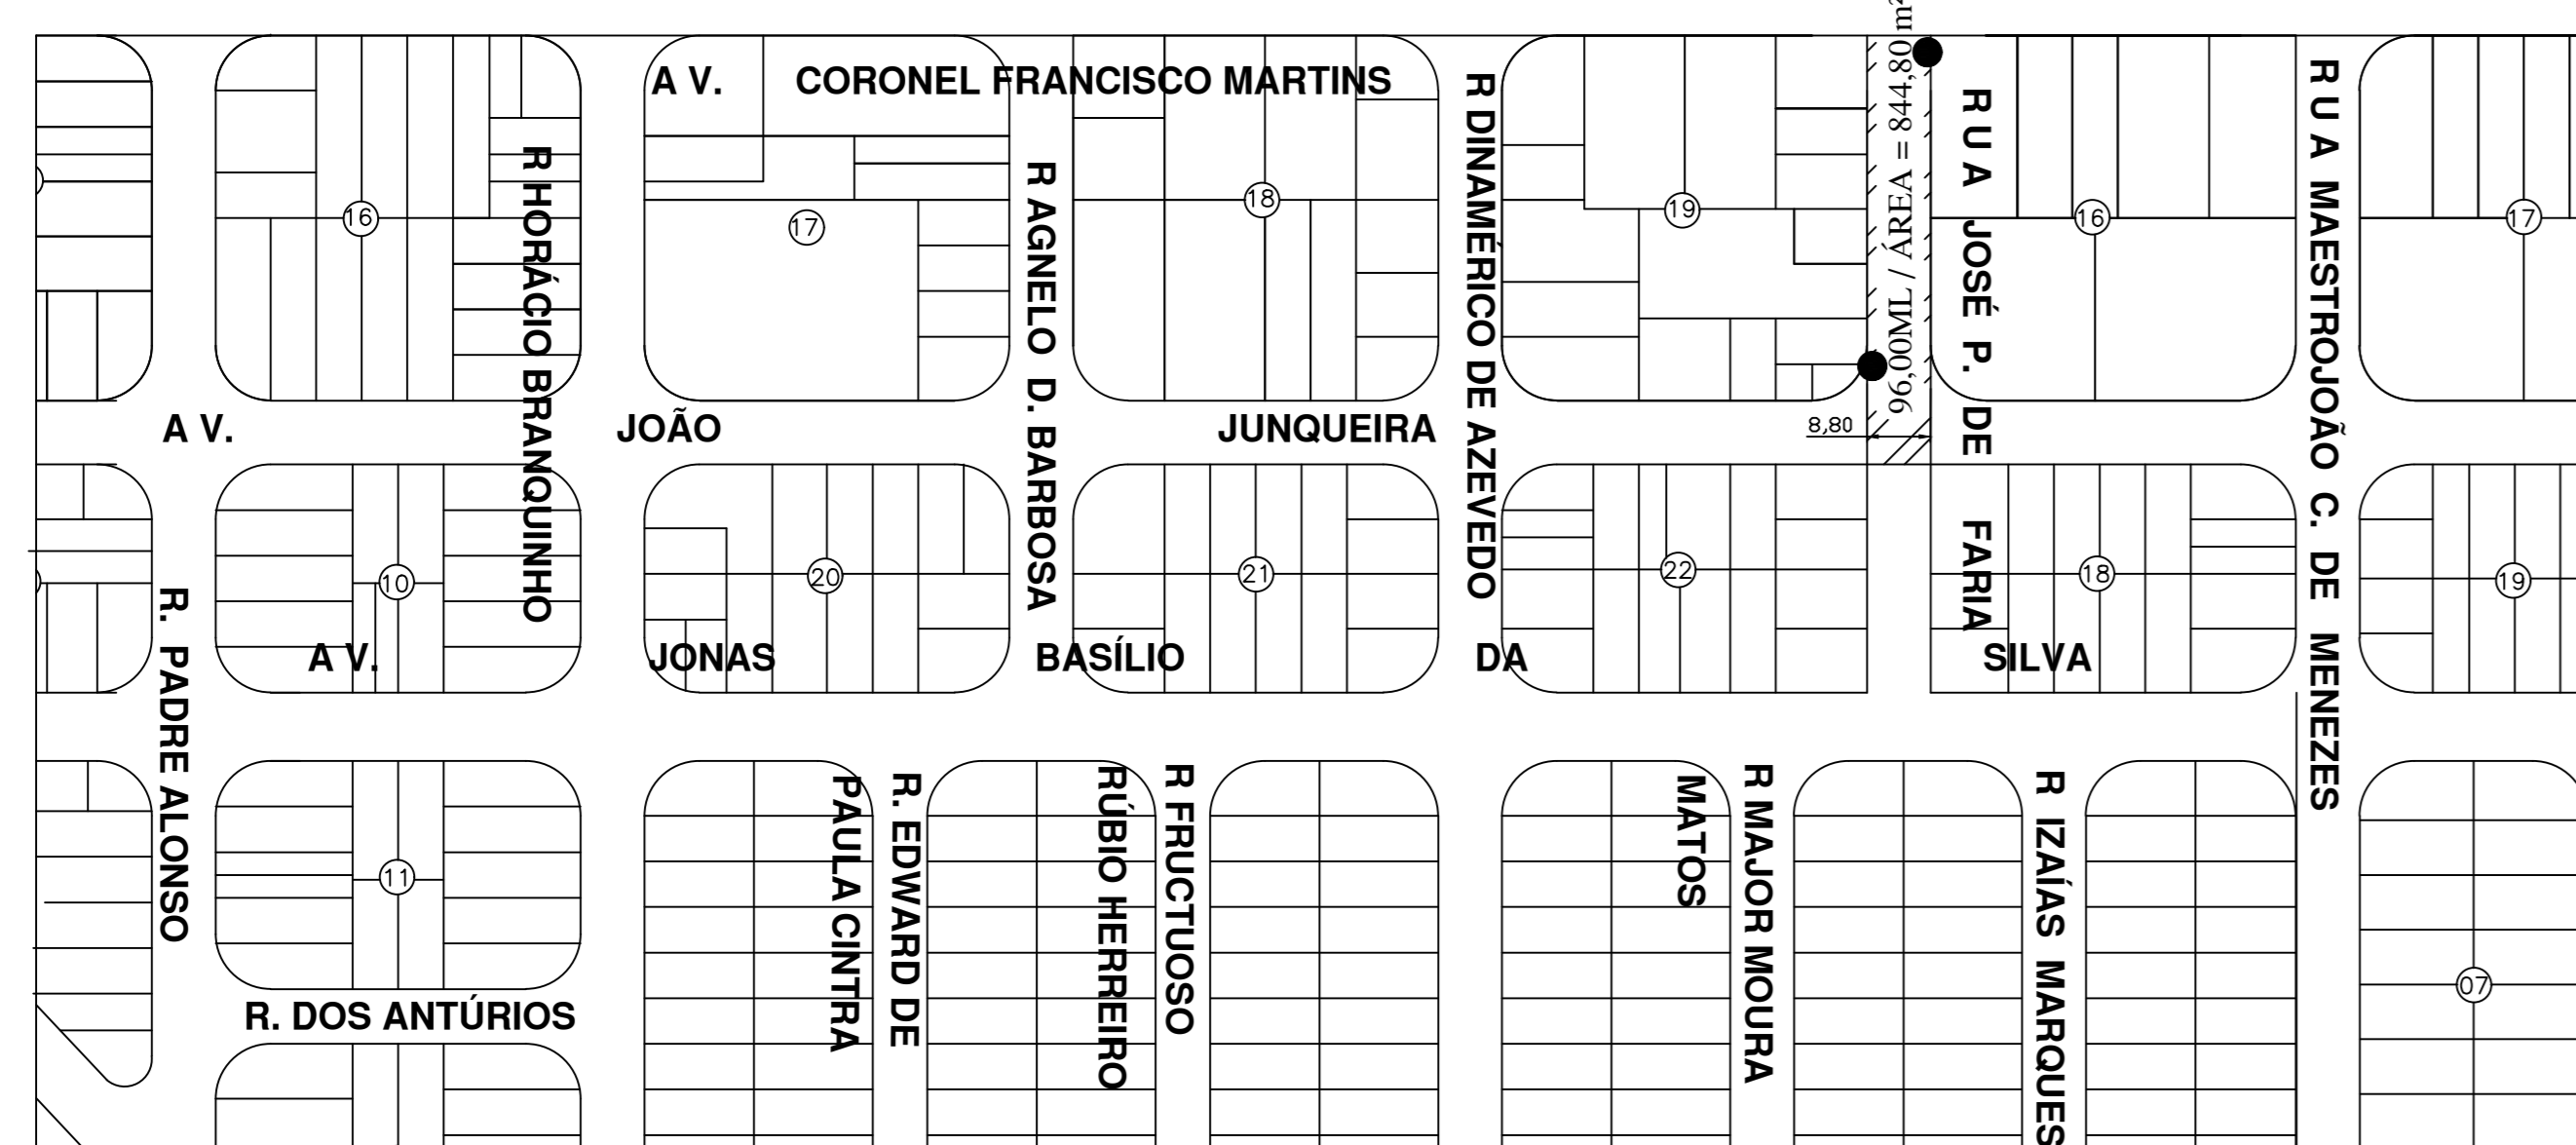 A V. CORONEL FRANCISCO MARTINS
16
17
18
19
16
17
R HORÁCIO BRANQUINHO
R AGNELO D. BARBOSA
R DINAMÉRICO DE AZEVEDO
96,00ML / ÁREA = 844,80 m²
RUA JOSÉ P. DE FARIA
RUA MAESTROJOÃO C. DE MENEZES
8,80
A V. JOÃO JUNQUEIRA
10
20
21
22
18
19
A V. JONAS BASÍLIO DA SILVA
R. PADRE ALONSO
11
R. EDWARD DE
PAULA CINTRA
R FRUCTUOSO
RÚBIO HERREIRO
R MAJOR MOURA
MATOS
R IZAÍAS MARQUES
07
R. DOS ANTÚRIOS